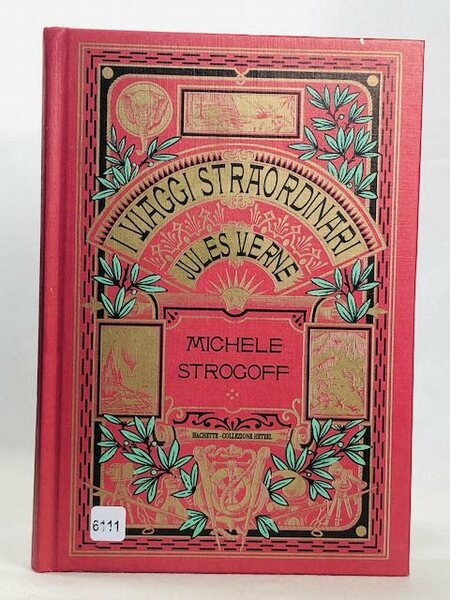 I VIAGGI STRAORDINARI
JULES VERNE
MICHELE
STROGOFF
HACHETTE - COLLEZIONE HETZEL
6111